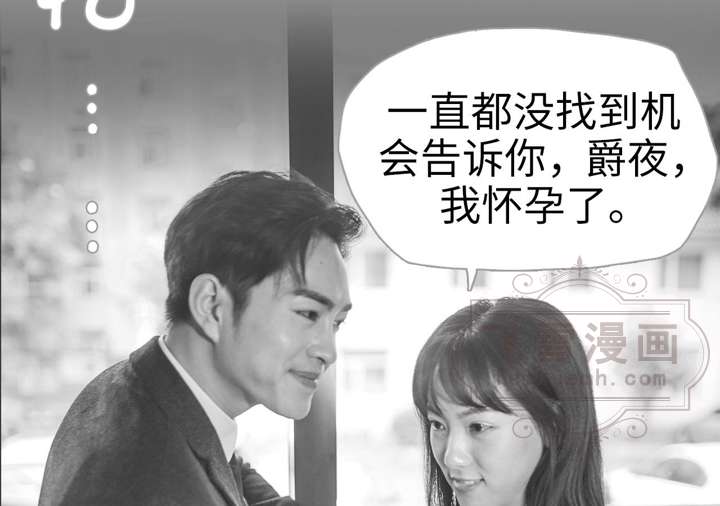 一直都没找到机
会告诉你，爵夜，
我怀孕了。
漫画